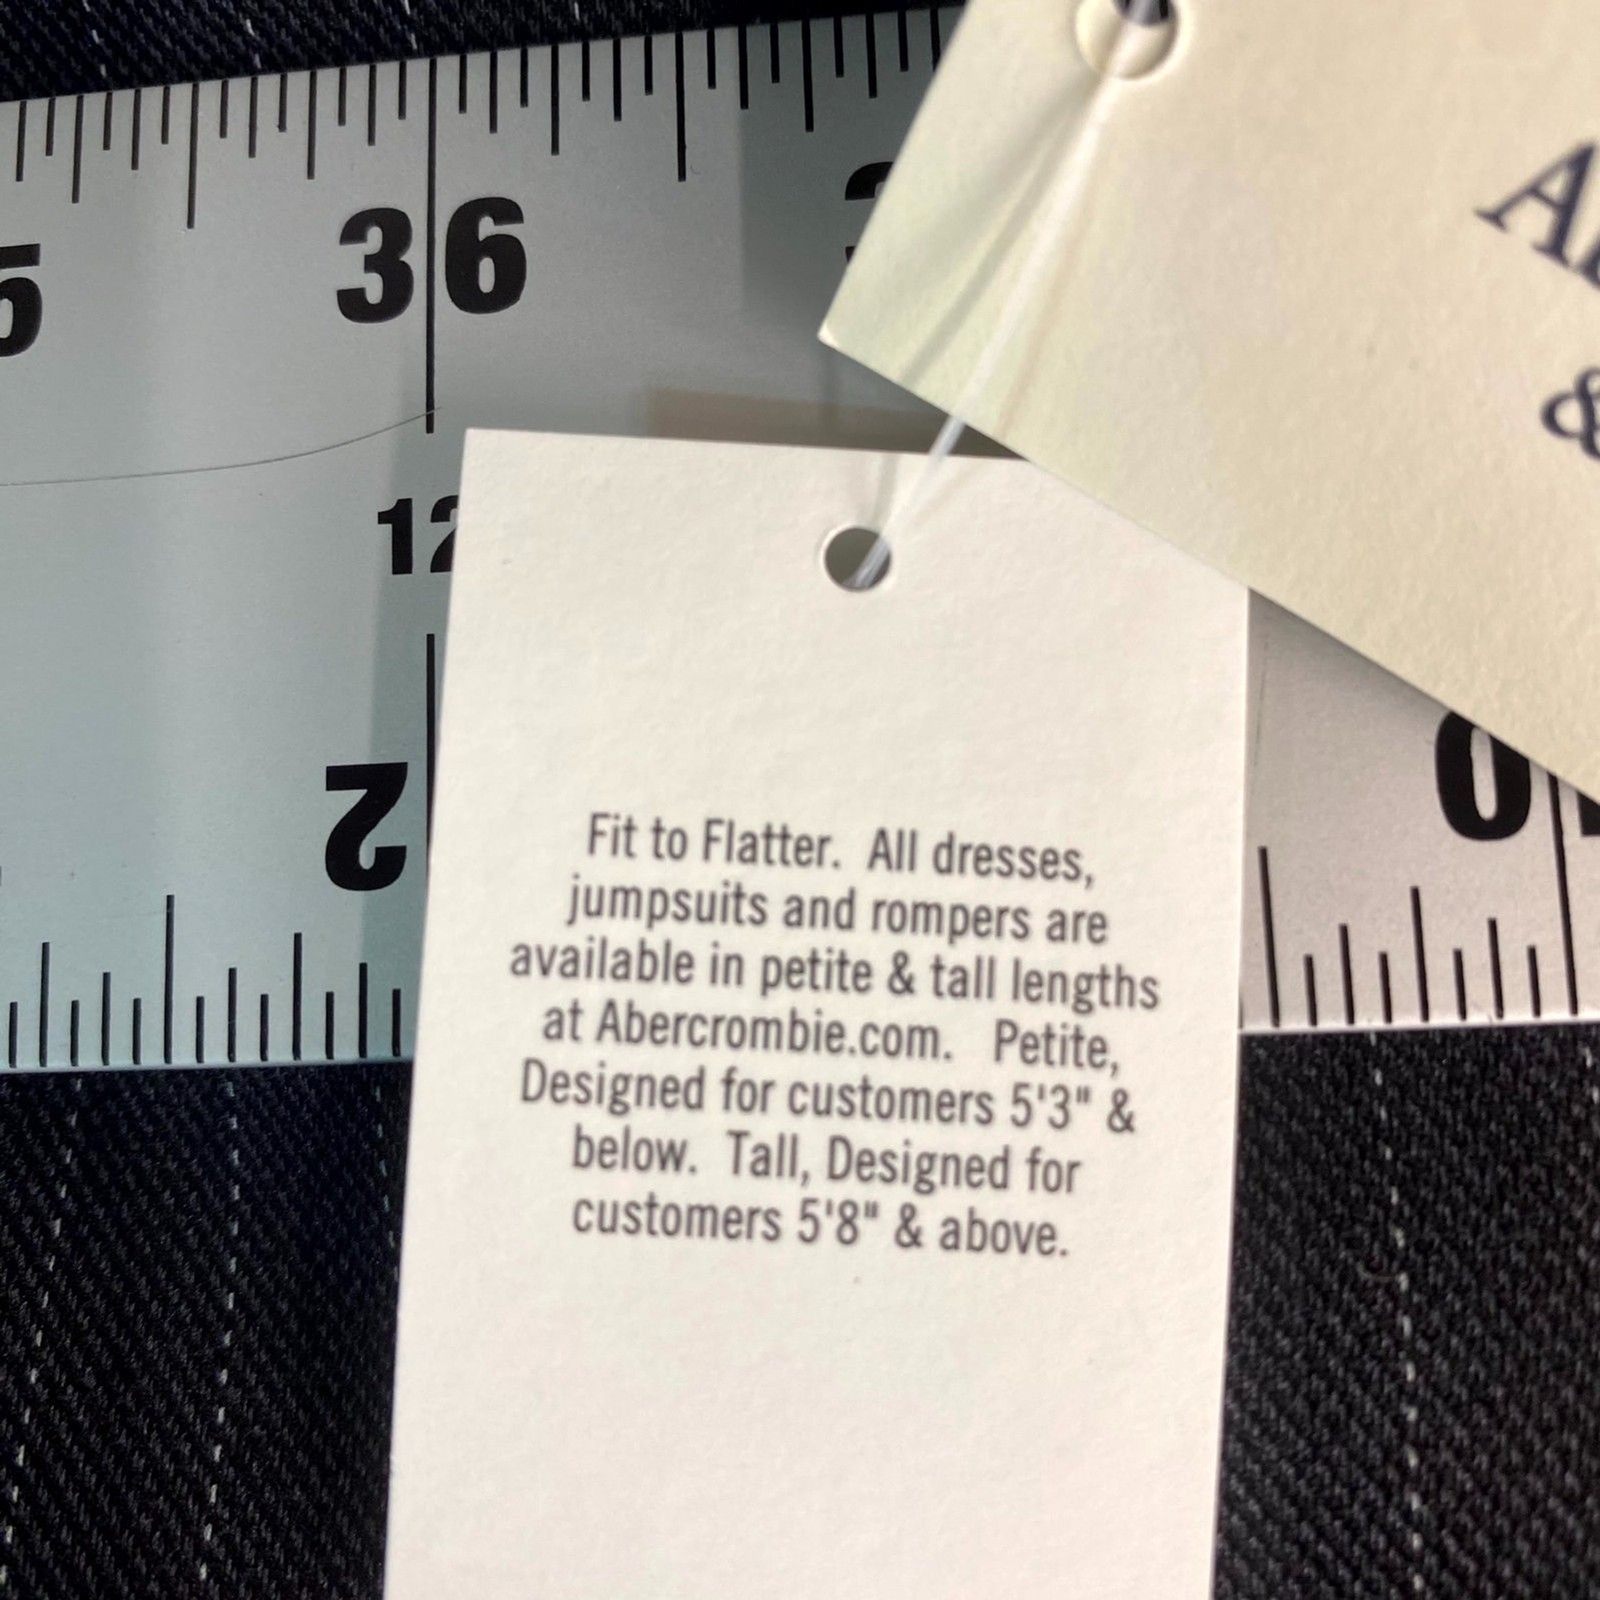 36
12
2
A
&
0
Fit to Flatter. All dresses,
jumpsuits and rompers are
available in petite & tall lengths
at Abercrombie.com. Petite,
Designed for customers 5'3" &
below. Tall, Designed for
customers 5'8" & above.